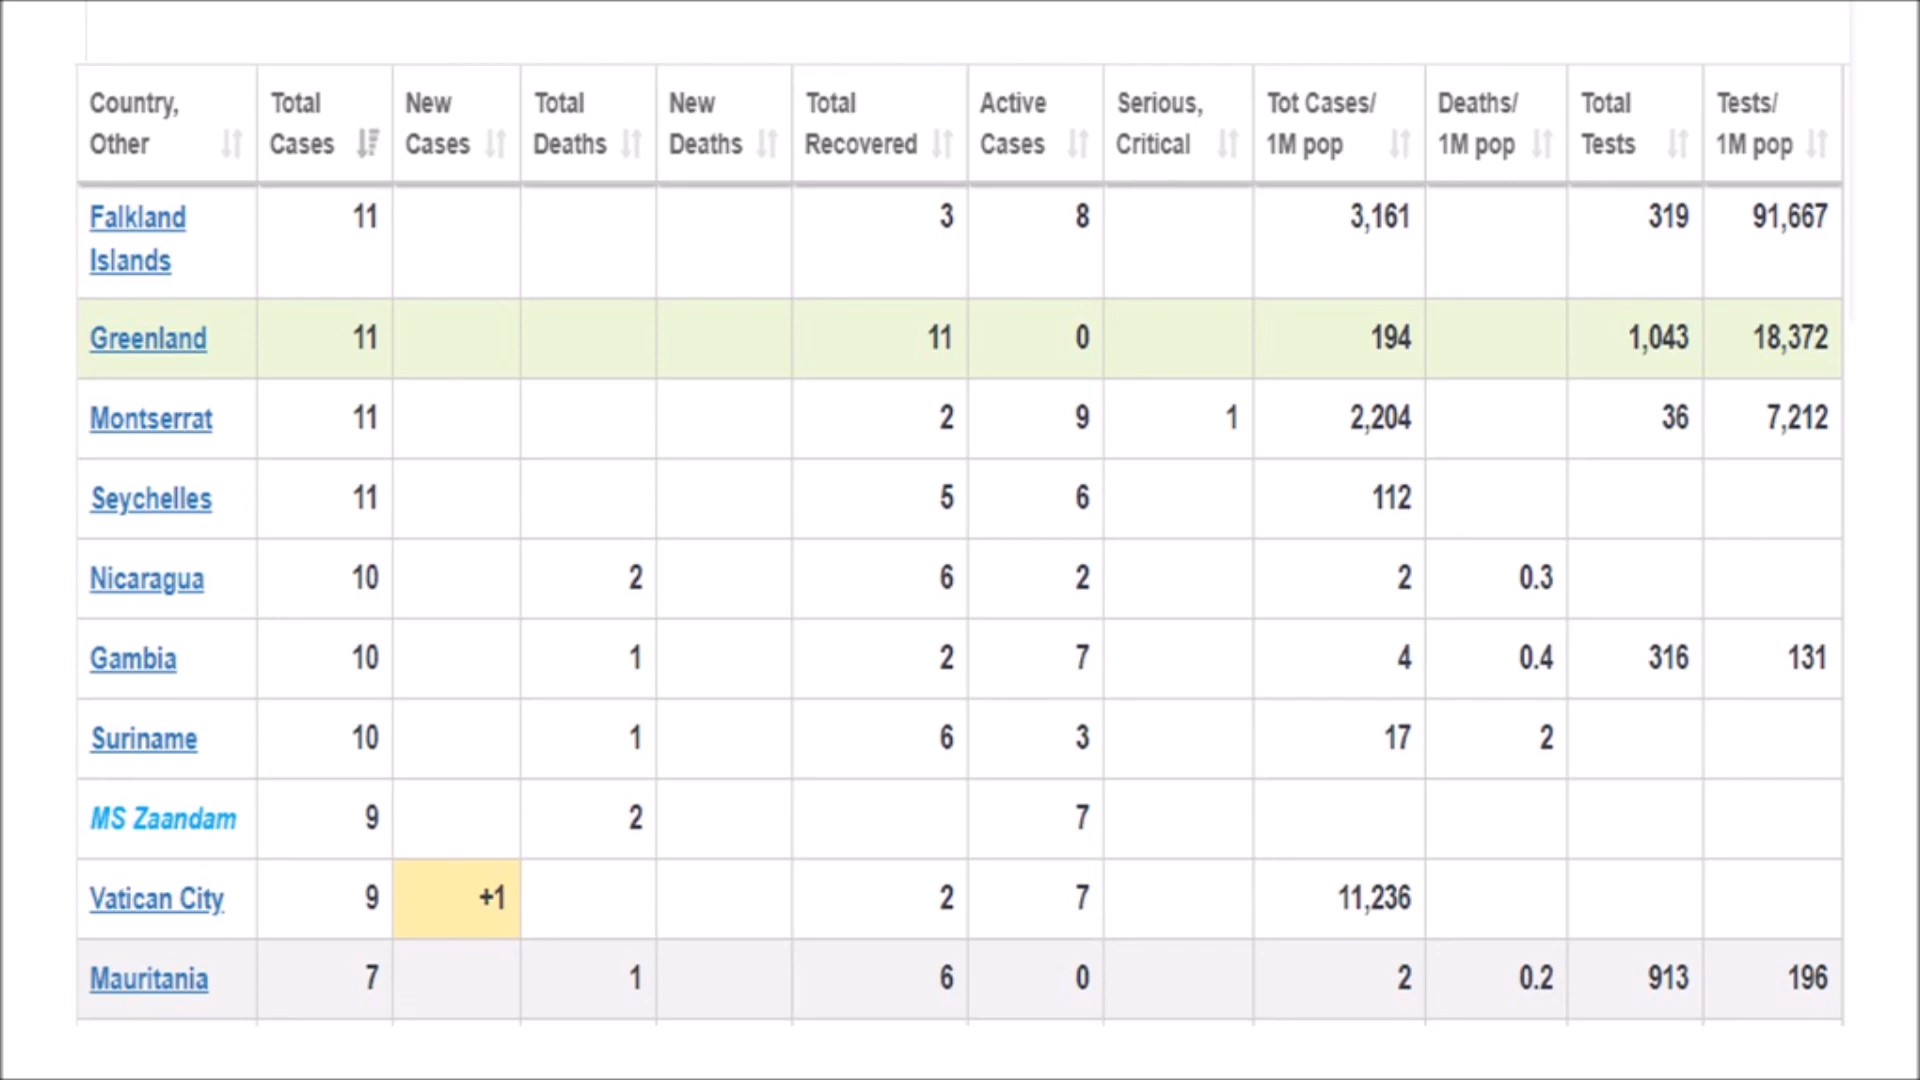 Country, Other Total Cases New Cases Total Deaths New Deaths Total Recovered Active Cases Serious, Critical Tot Cases/ 1M pop Deaths/ 1M pop Total Tests Tests/ 1M pop
Falkland Islands 11 3 8 3,161 319 91,667
Greenland 11 11 0 194 1,043 18,372
Montserrat 11 2 9 1 2,204 36 7,212
Seychelles 11 5 6 112
Nicaragua 10 2 6 2 2 0.3
Gambia 10 1 2 7 4 0.4 316 131
Suriname 10 1 6 3 17 2
MS Zaandam 9 2 7
Vatican City 9 +1 2 7 11,236
Mauritania 7 1 6 0 2 0.2 913 196